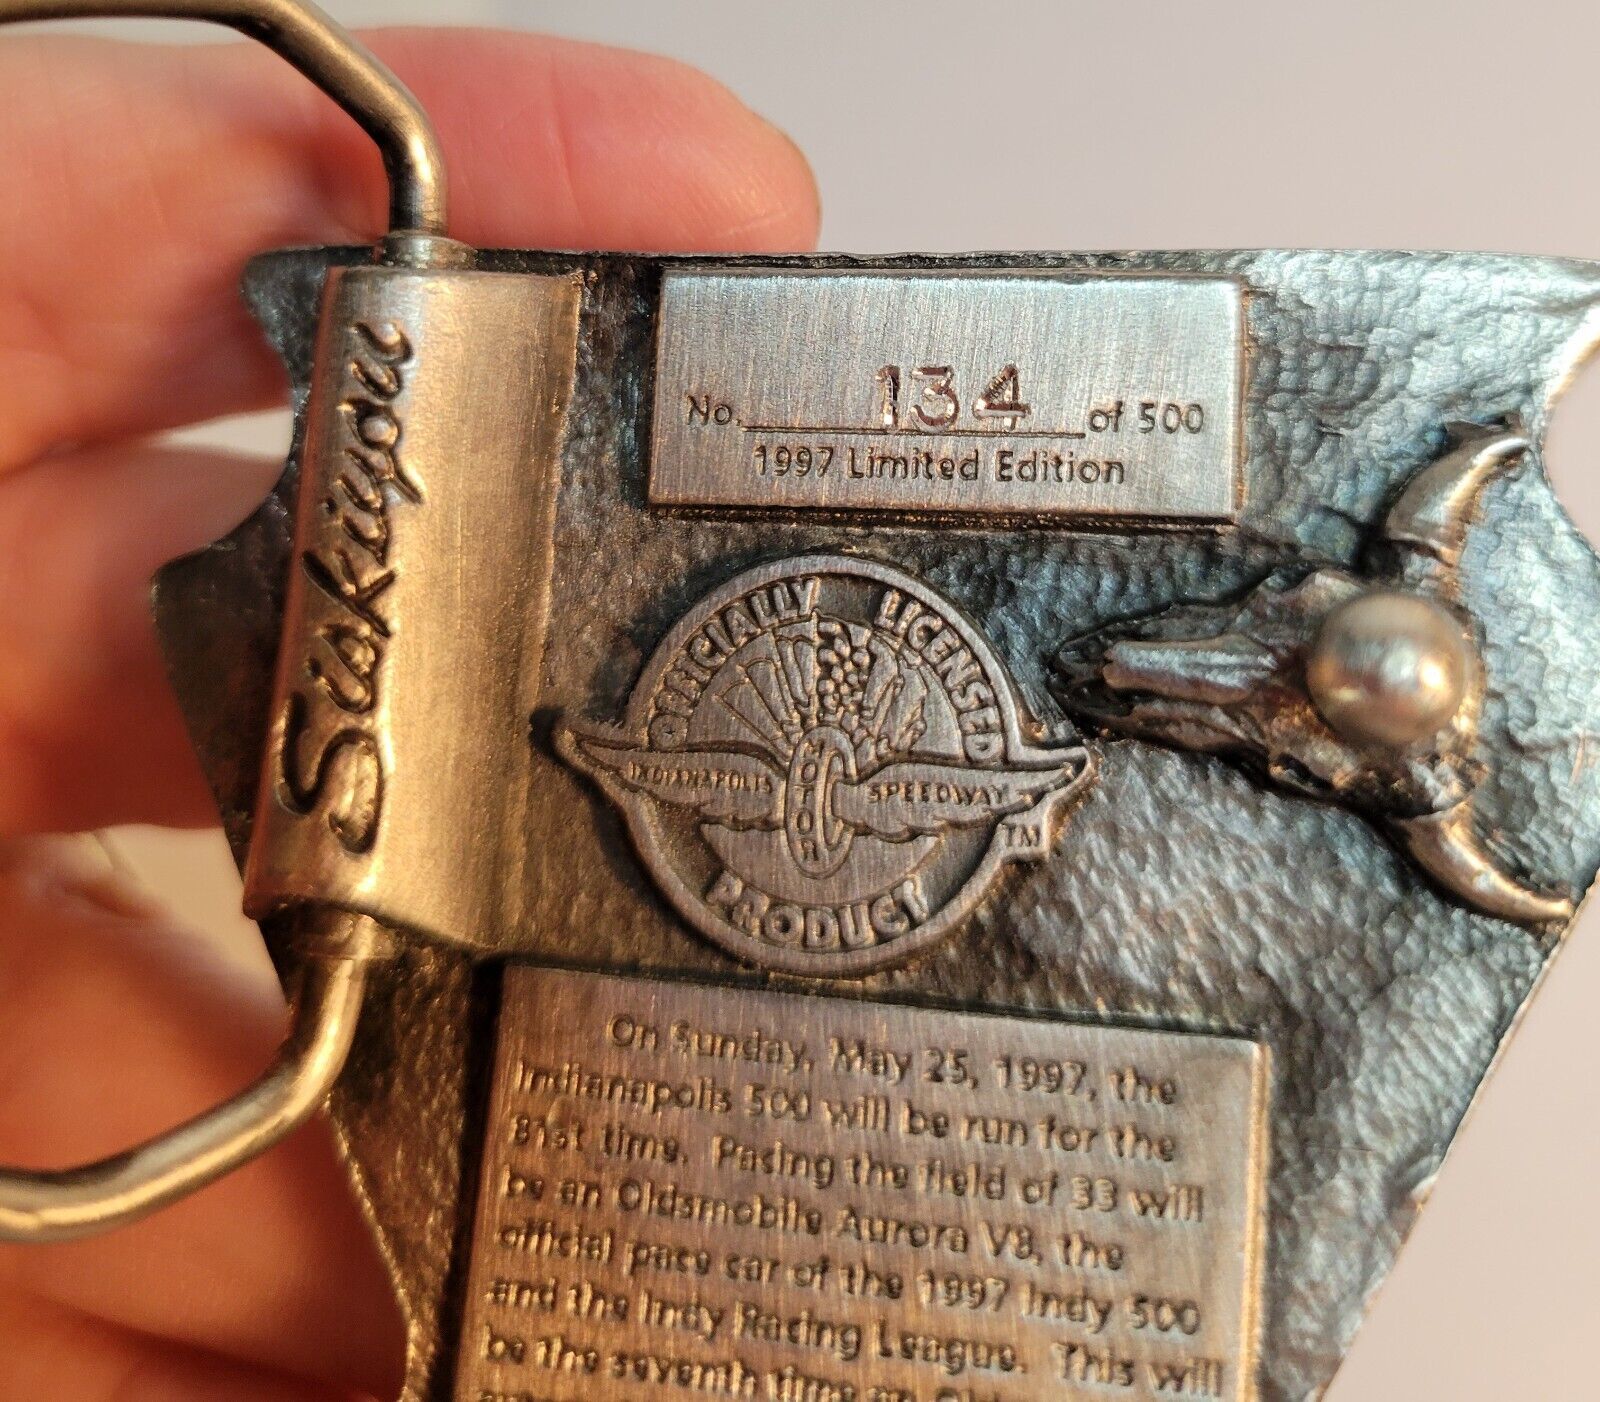 Siskiyou
No. 134 of 500
1997 Limited Edition
OFFICIALLY LICENSED
INDIANAPOLIS MOTOR SPEEDWAY
TM
PRODUCT
On Sunday, May 25, 1997, the
Indianapolis 500 will be run for the
81st time. Pacing the field of 33 will
be an Oldsmobile Aurora V8, the
official pace car of the 1997 Indy 500
and the Indy Racing League. This will
be the seventh time an